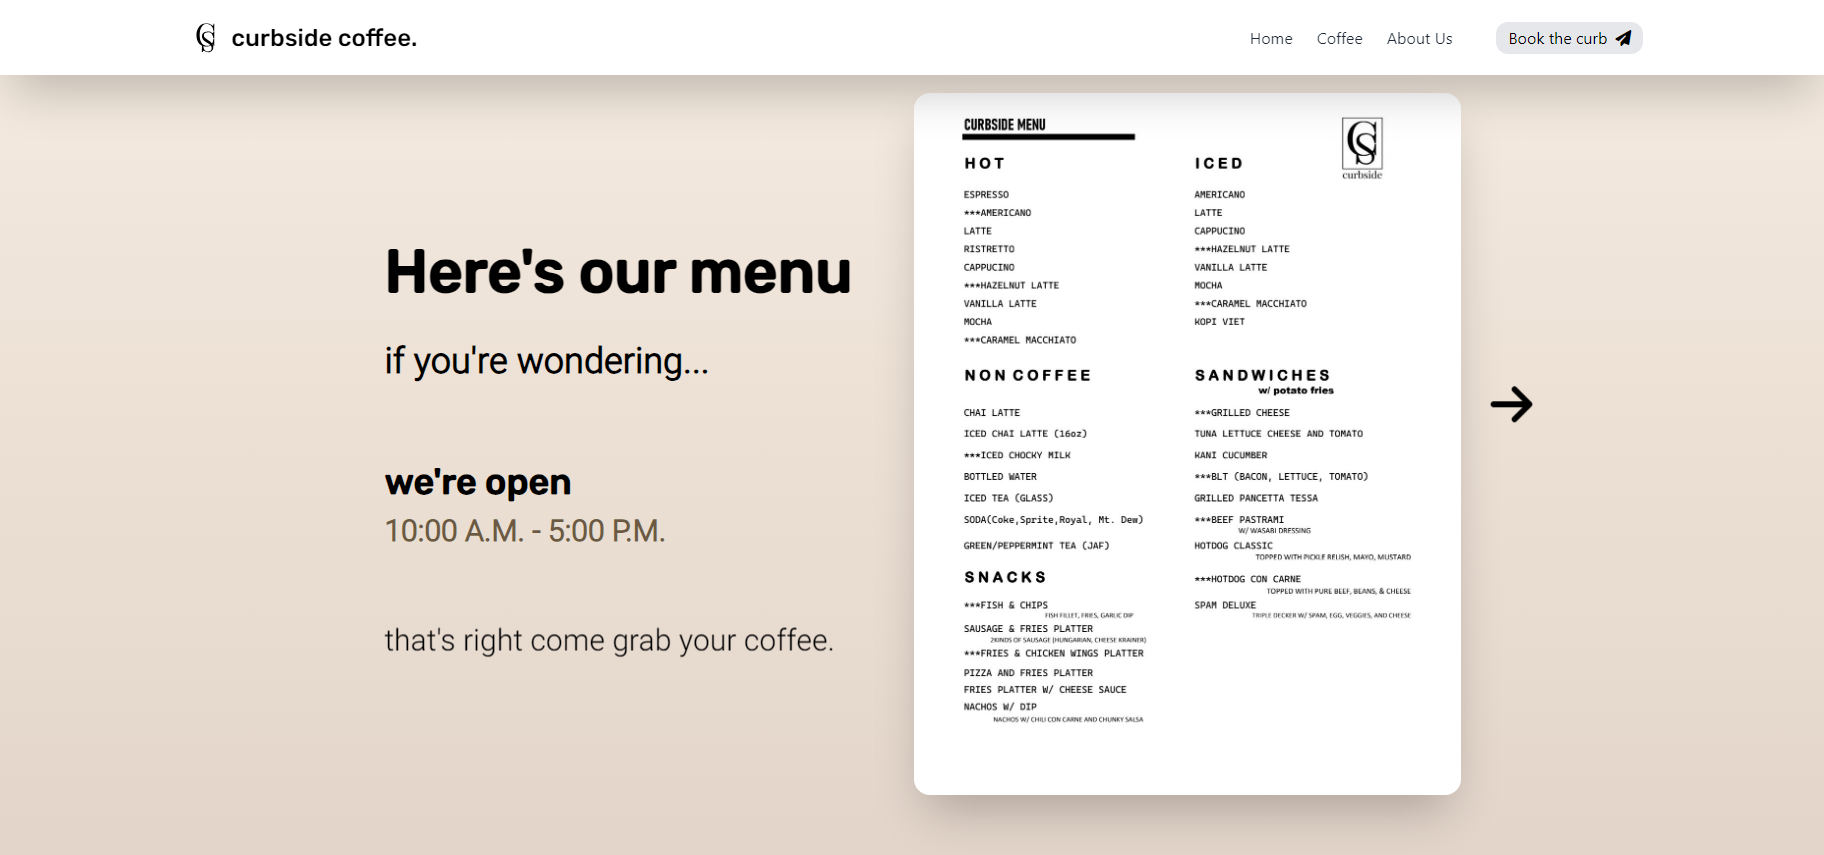 curbside coffee.
Home
Coffee
About Us
Book the curb
Here's our menu
if you're wondering...
we're open
10:00 A.M. - 5:00 P.M.
that's right come grab your coffee.
CURBSIDE MENU
CS
curbside
HOT
ESPRESSO
***AMERICANO
LATTE
RISTRETTO
CAPPUCINO
***HAZELNUT LATTE
VANILLA LATTE
MOCHA
***CARAMEL MACCHIATO
ICED
AMERICANO
LATTE
CAPPUCINO
***HAZELNUT LATTE
VANILLA LATTE
MOCHA
***CARAMEL MACCHIATO
KOPI VIET
NON COFFEE
CHAI LATTE
ICED CHAI LATTE (16oz)
***ICED CHOCKY MILK
BOTTLED WATER
ICED TEA (GLASS)
SODA(Coke,Sprite,Royal, Mt. Dew)
GREEN/PEPPERMINT TEA (JAF)
SNACKS
***FISH & CHIPS
FISH FILLET, FRIES, GARLIC DIP
SAUSAGE & FRIES PLATTER
2KINDS OF SAUSAGE (HUNGARIAN, CHEESE KRAINER)
***FRIES & CHICKEN WINGS PLATTER
PIZZA AND FRIES PLATTER
FRIES PLATTER W/ CHEESE SAUCE
NACHOS W/ DIP
NACHOS W/ CHILI CON CARNE AND CHUNKY SALSA
SANDWICHES
w/ potato fries
***GRILLED CHEESE
TUNA LETTUCE CHEESE AND TOMATO
KANI CUCUMBER
***BLT (BACON, LETTUCE, TOMATO)
GRILLED PANCETTA TESSA
***BEEF PASTRAMI
W/ WASABI DRESSING
HOTDOG CLASSIC
TOPPED WITH PICKLE RELISH, MAYO, MUSTARD
***HOTDOG CON CARNE
TOPPED WITH PURE BEEF, BEANS, & CHEESE
SPAM DELUXE
TRIPLE DECKER W/ SPAM, EGG, VEGGIES, AND CHEESE